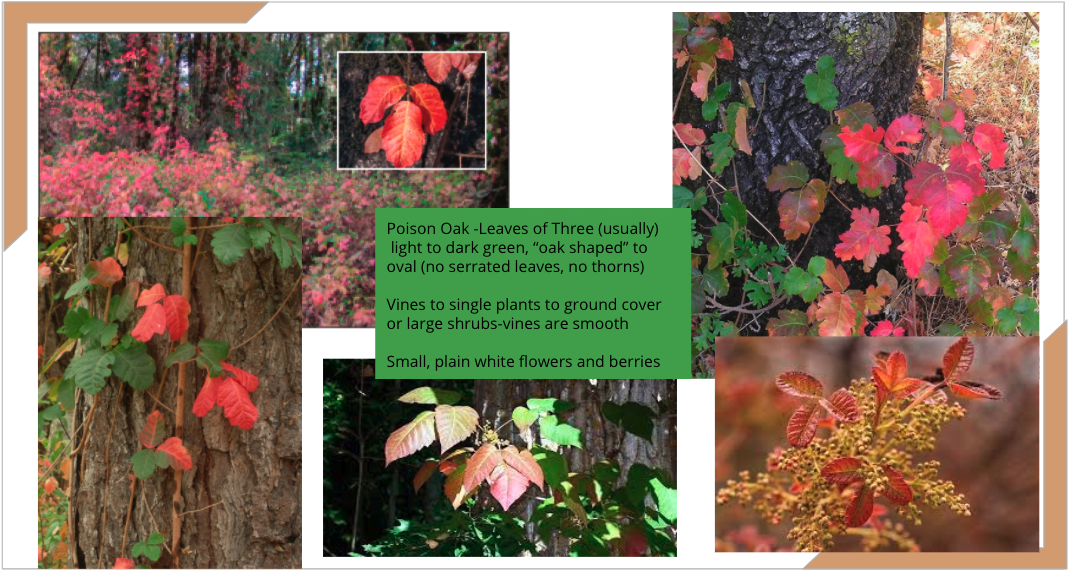 Poison Oak -Leaves of Three (usually)
light to dark green, “oak shaped” to
oval (no serrated leaves, no thorns)
Vines to single plants to ground cover
or large shrubs-vines are smooth
Small, plain white flowers and berries